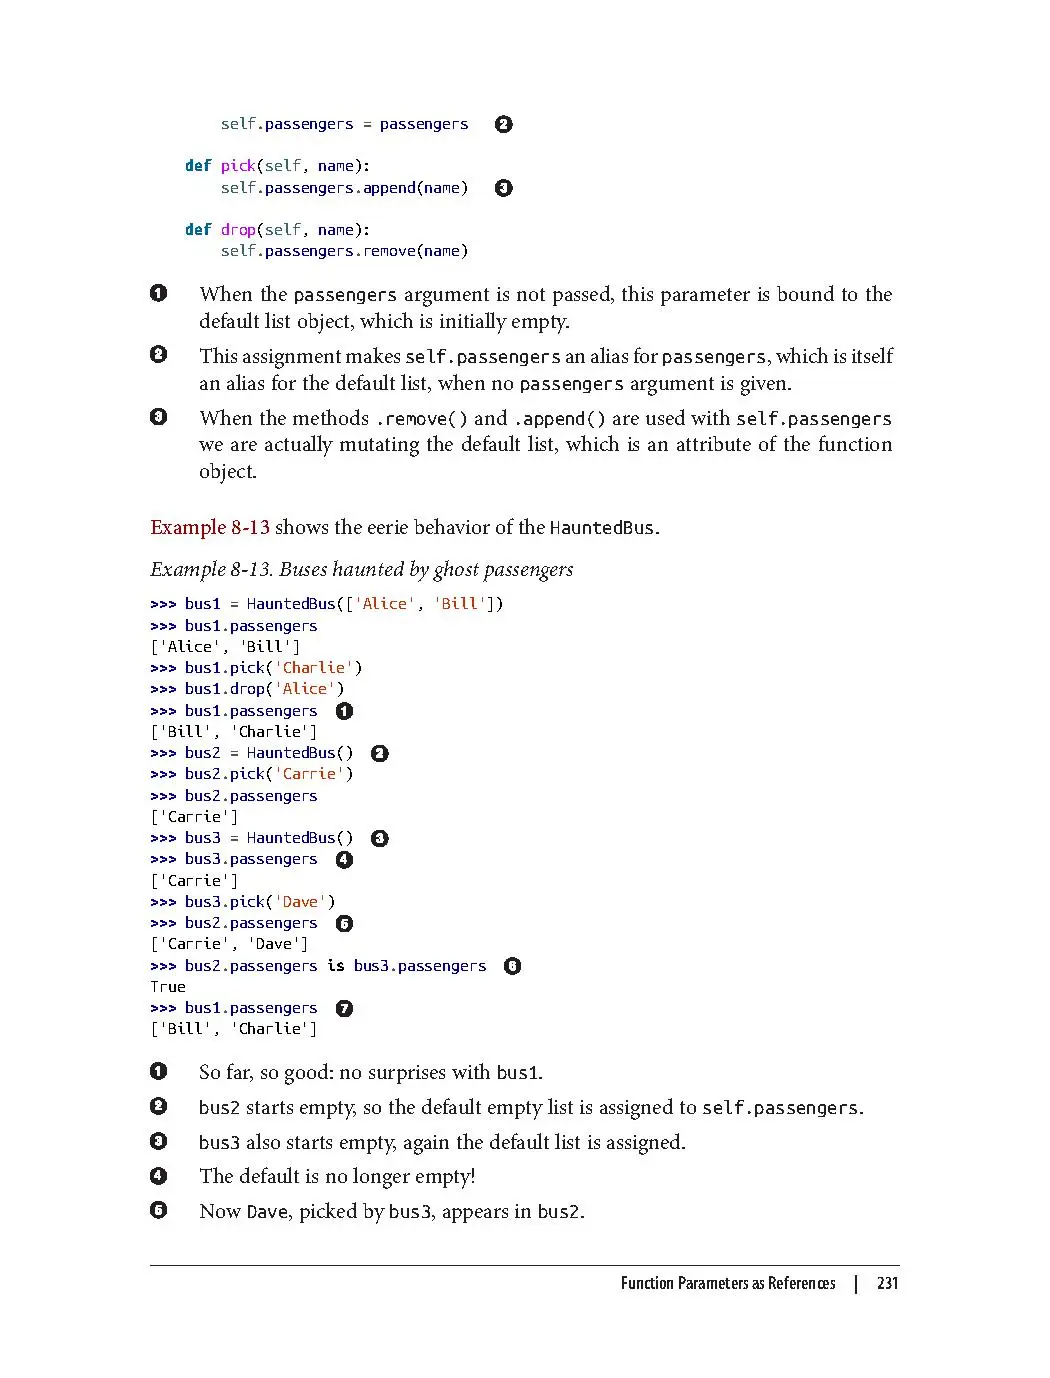 self.passengers = passengers ❷
def pick(self, name):
self.passengers.append(name) ❸
def drop(self, name):
self.passengers.remove(name)
❶ When the passengers argument is not passed, this parameter is bound to the
default list object, which is initially empty.
❷ This assignment makes self.passengers an alias for passengers, which is itself
an alias for the default list, when no passengers argument is given.
❸ When the methods .remove() and .append() are used with self.passengers
we are actually mutating the default list, which is an attribute of the function
object.
Example 8-13 shows the eerie behavior of the HauntedBus.
Example 8-13. Buses haunted by ghost passengers
>>> bus1 = HauntedBus(['Alice', 'Bill'])
>>> bus1.passengers
['Alice', 'Bill']
>>> bus1.pick('Charlie')
>>> bus1.drop('Alice')
>>> bus1.passengers ❶
['Bill', 'Charlie']
>>> bus2 = HauntedBus() ❷
>>> bus2.pick('Carrie')
>>> bus2.passengers
['Carrie']
>>> bus3 = HauntedBus() ❸
>>> bus3.passengers ❹
['Carrie']
>>> bus3.pick('Dave')
>>> bus2.passengers ❺
['Carrie', 'Dave']
>>> bus2.passengers is bus3.passengers ❻
True
>>> bus1.passengers ❼
['Bill', 'Charlie']
❶ So far, so good: no surprises with bus1.
❷ bus2 starts empty, so the default empty list is assigned to self.passengers.
❸ bus3 also starts empty, again the default list is assigned.
❹ The default is no longer empty!
❺ Now Dave, picked by bus3, appears in bus2.
Function Parameters as References | 231